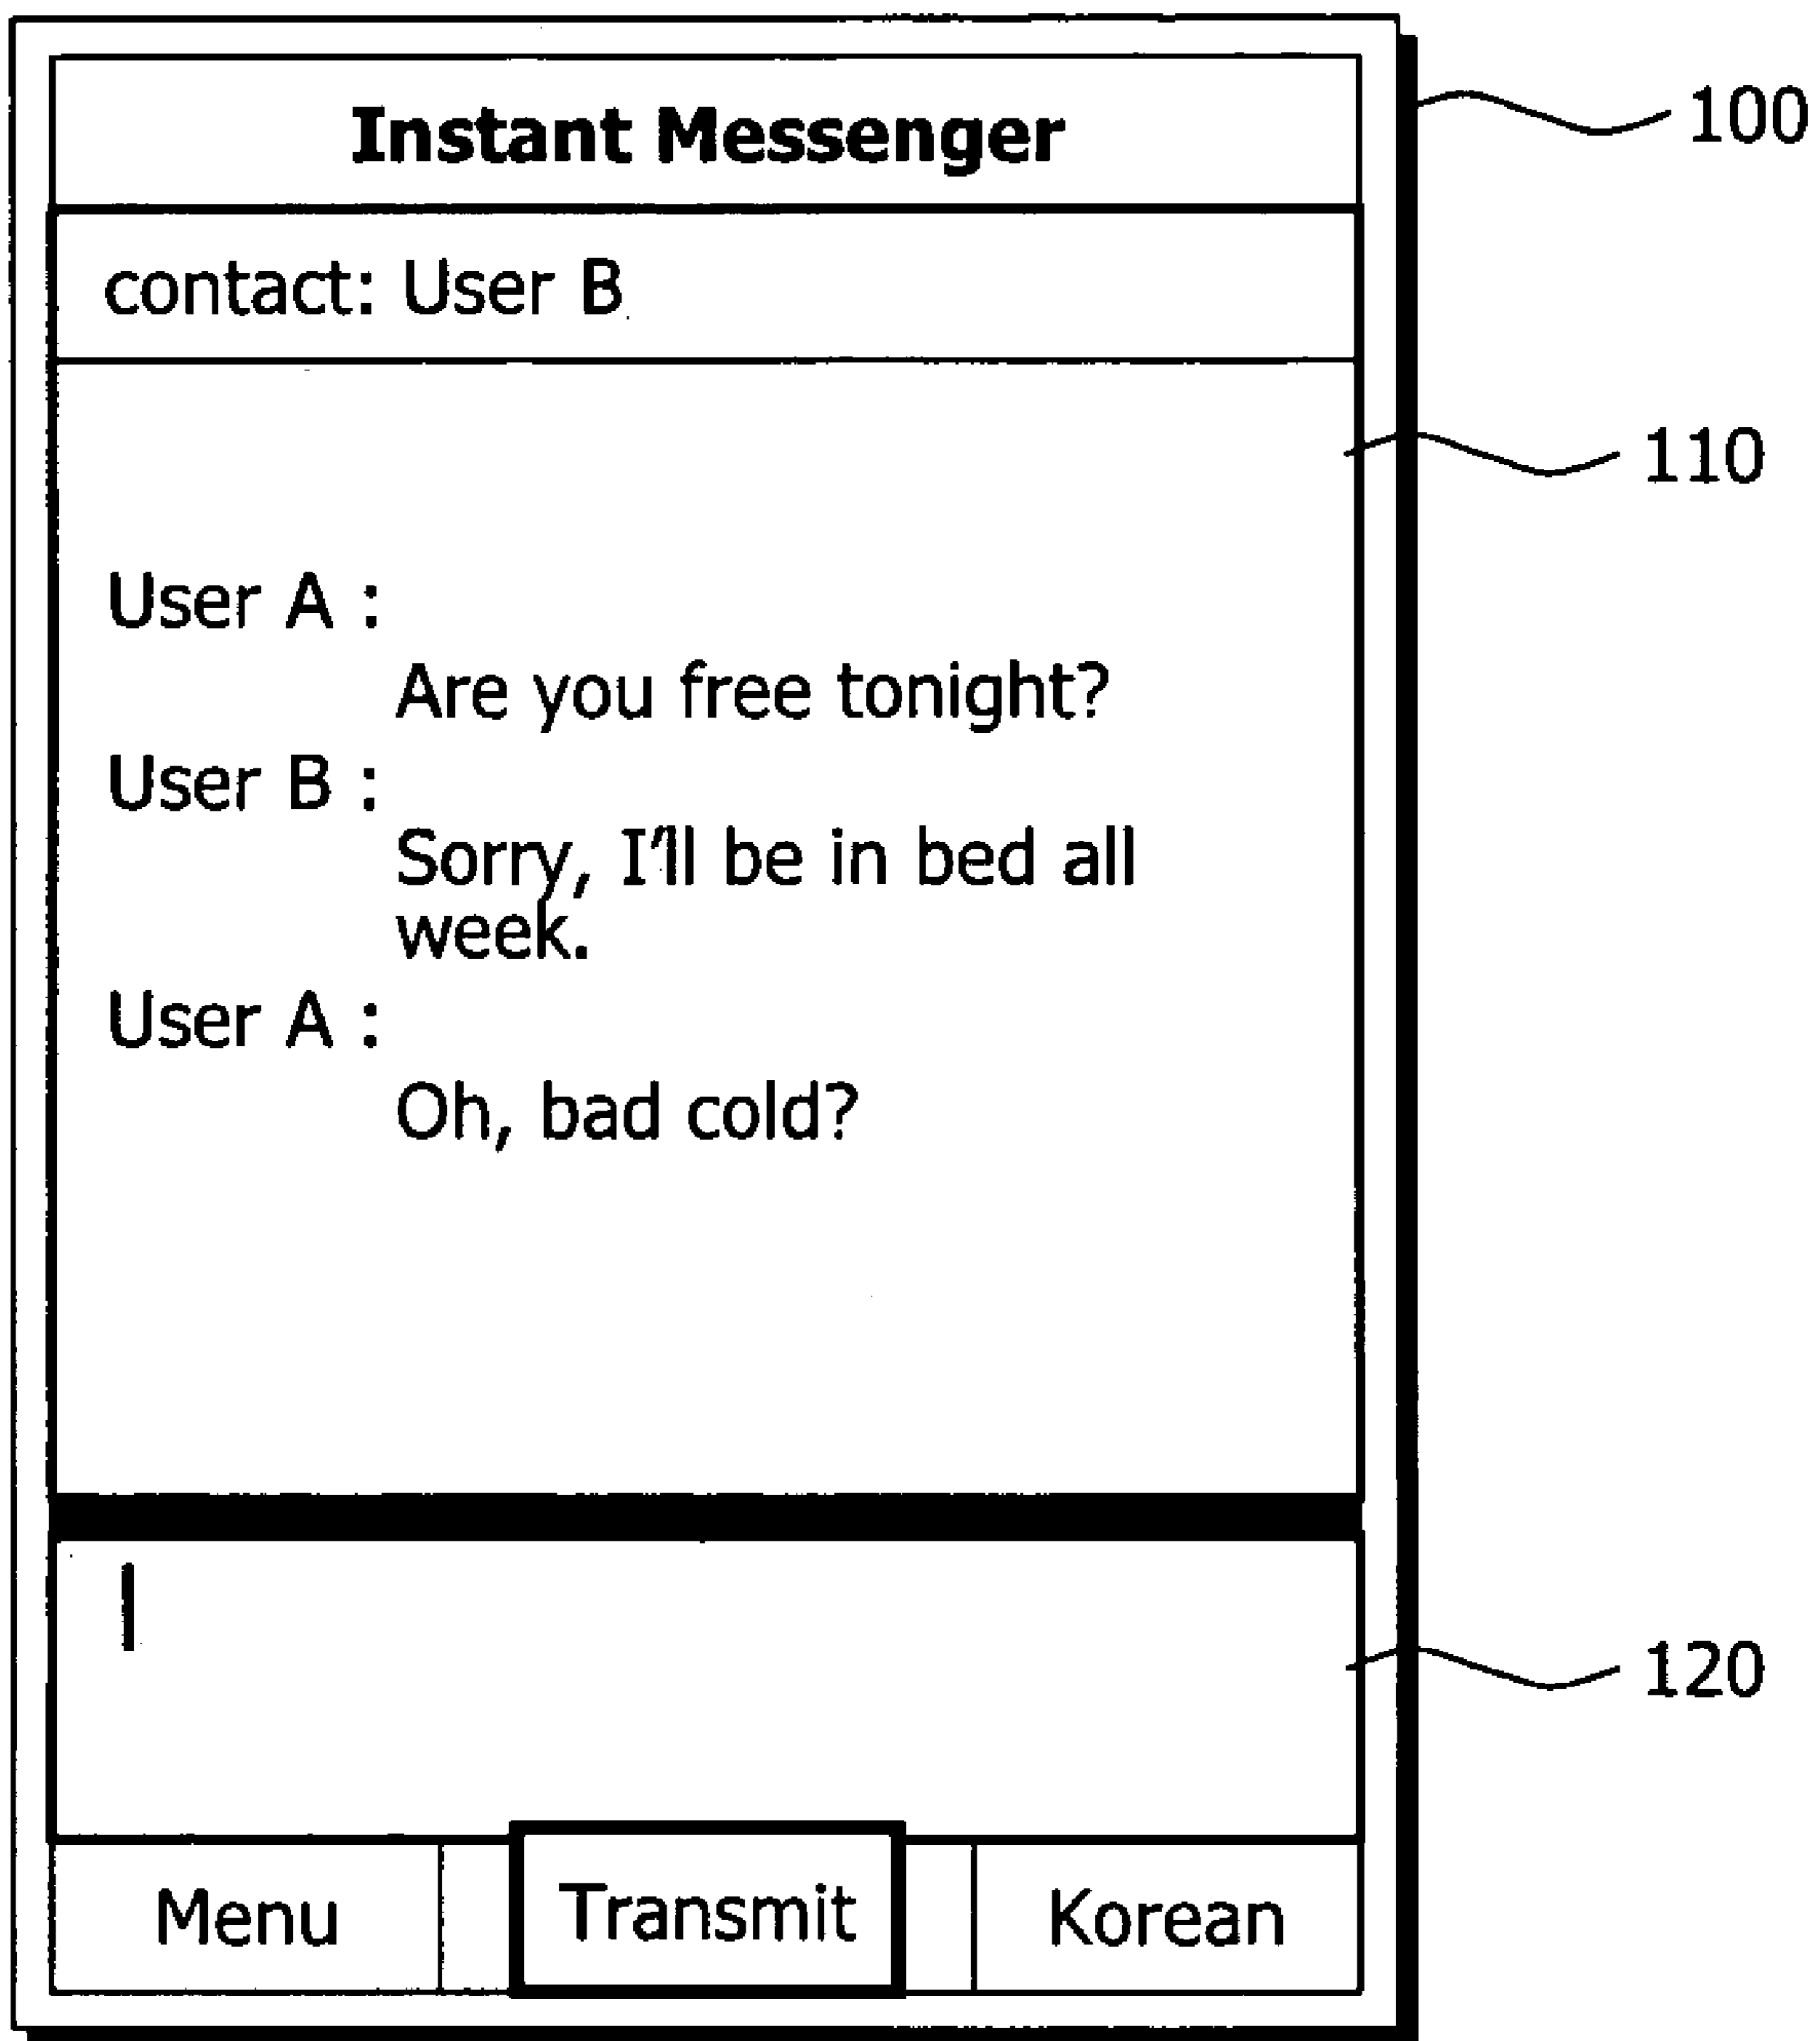 Instant Messenger
100
contact: User B
110
User A :
Are you free tonight?
User B :
Sorry, I'll be in bed all
week.
User A :
Oh, bad cold?
120
Menu
Transmit
Korean